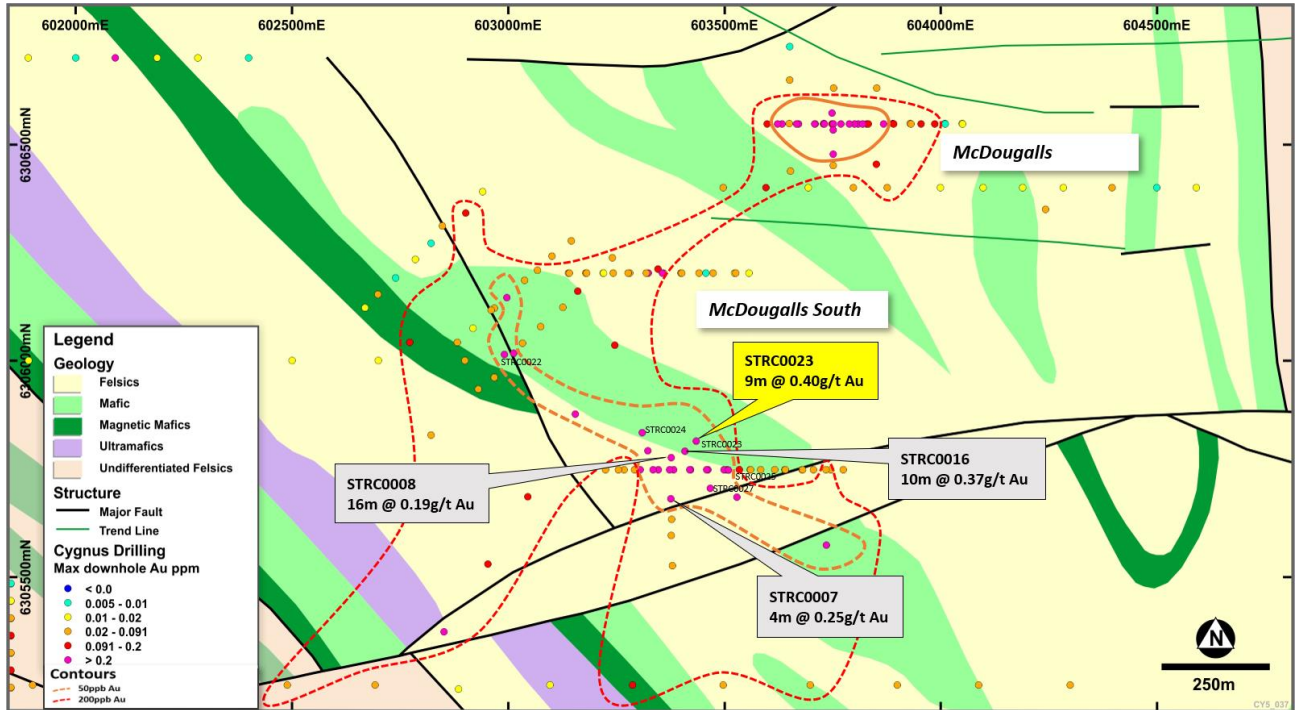 602000mE 602500mE 603000mE 603500mE 604000mE 604500mE
6306500mN
6306000mN
6305500mN
McDougalls
McDougalls South
STRC0022
STRC0023
9m @ 0.40g/t Au
STRC0024
STRC0023
STRC0016
10m @ 0.37g/t Au
STRC0008
16m @ 0.19g/t Au
STRC0025
STRC0027
STRC0007
4m @ 0.25g/t Au
Legend
Geology
Felsics
Mafic
Magnetic Mafics
Ultramafics
Undifferentiated Felsics
Structure
Major Fault
Trend Line
Cygnus Drilling
Max downhole Au ppm
< 0.0
0.005 - 0.01
0.01 - 0.02
0.02 - 0.091
0.091 - 0.2
> 0.2
Contours
50ppb Au
200ppb Au
N
250m
CY5_037